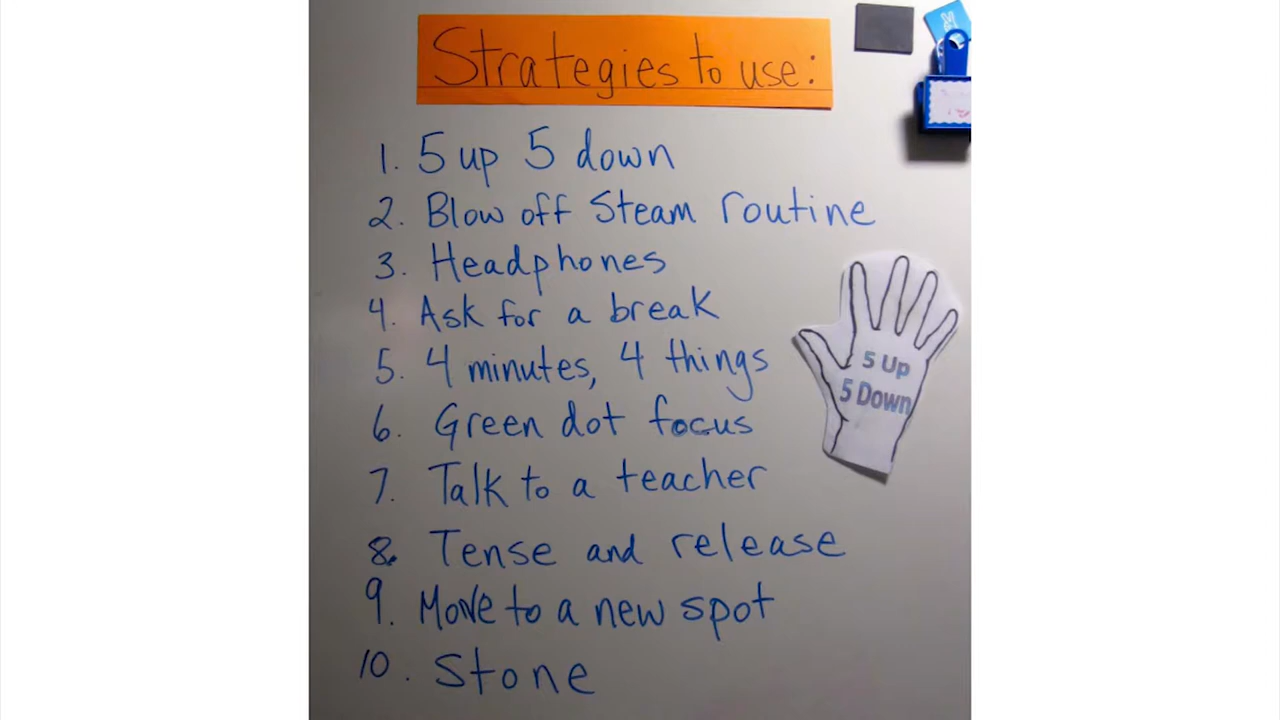 Strategies to use:
1. 5 up 5 down
2. Blow off Steam routine
3. Headphones
4. Ask for a break
5. 4 minutes, 4 things
6. Green dot focus
7. Talk to a teacher
8. Tense and release
9. Move to a new spot
10. Stone
5 Up
5 Down